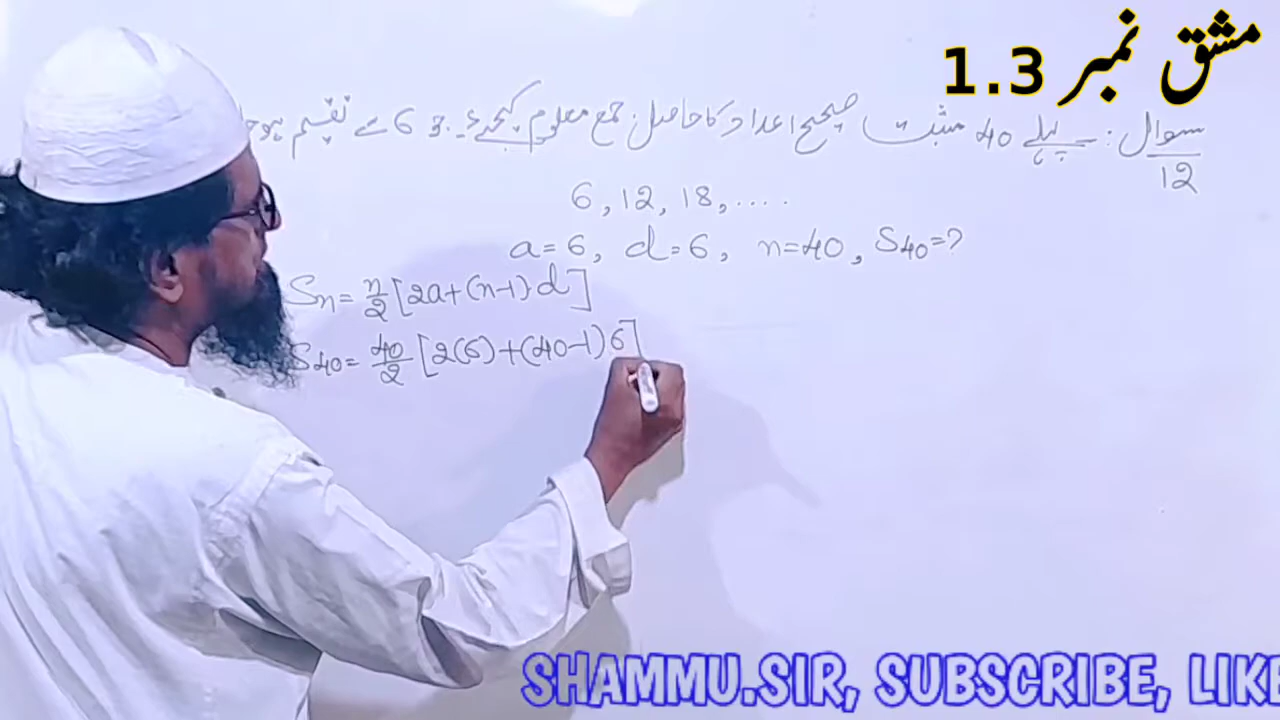 مشق نمبر 1.3
سوال 12: پہلے 40 مثبت صحیح اعداد کا حاصل جمع معلوم کیجیے جو 6 سے تقسیم
6, 12, 18, ....
a=6, d=6, n=40, S40=?
Sn= n/2 [2a+(n-1)d]
S40= 40/2 [2(6)+(40-1)6]
SHAMMU.SIR, SUBSCRIBE, LIKE